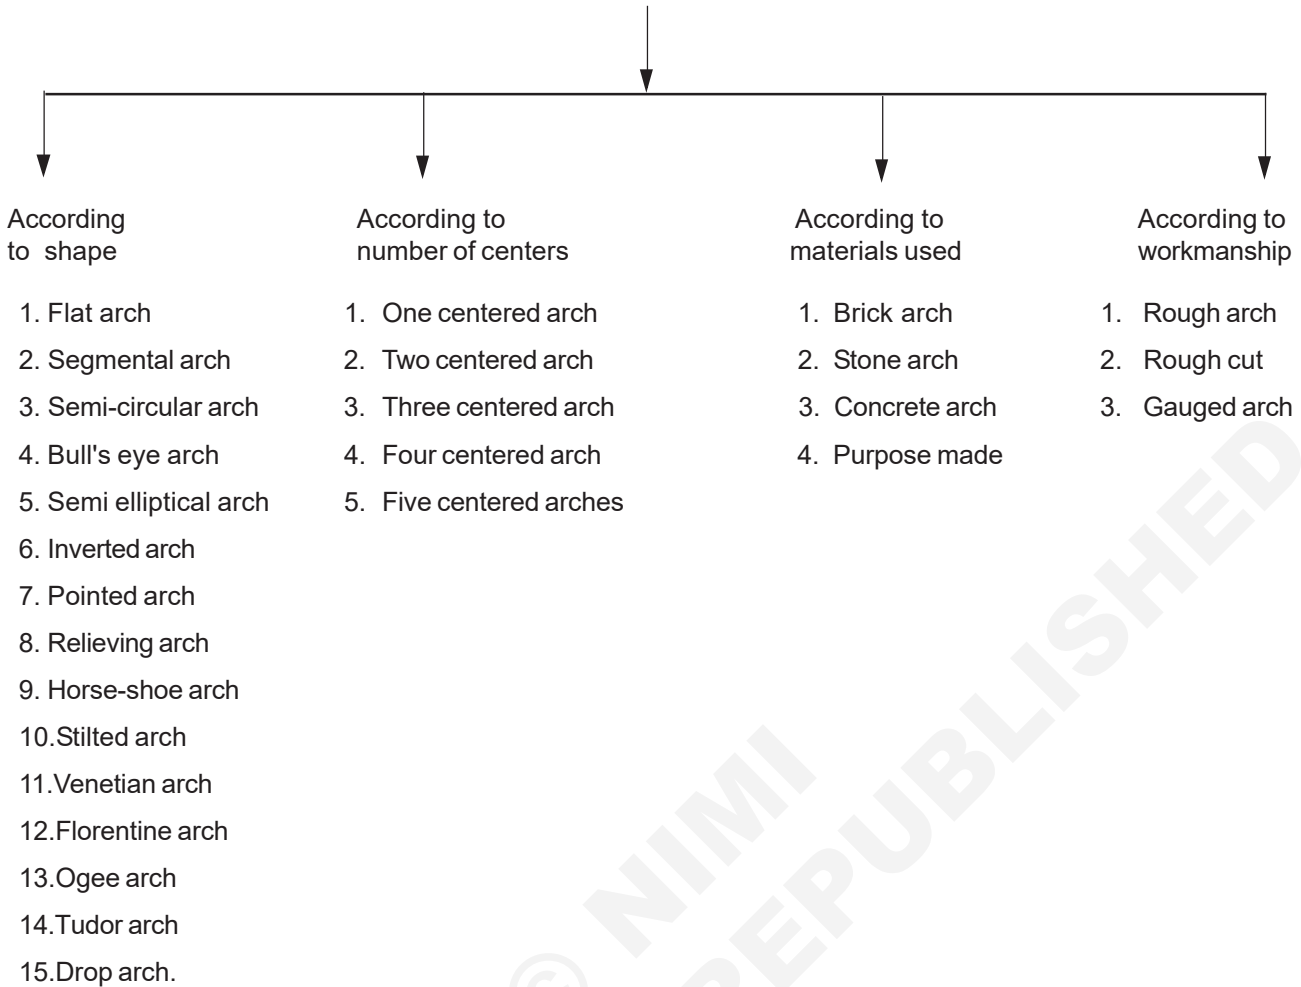 According
to shape
1. Flat arch
2. Segmental arch
3. Semi-circular arch
4. Bull's eye arch
5. Semi elliptical arch
6. Inverted arch
7. Pointed arch
8. Relieving arch
9. Horse-shoe arch
10.Stilted arch
11.Venetian arch
12.Florentine arch
13.Ogee arch
14.Tudor arch
15.Drop arch.
According to
number of centers
1. One centered arch
2. Two centered arch
3. Three centered arch
4. Four centered arch
5. Five centered arches
According to
materials used
1. Brick arch
2. Stone arch
3. Concrete arch
4. Purpose made
According to
workmanship
1. Rough arch
2. Rough cut
3. Gauged arch
© NIMI
REPUBLISHED